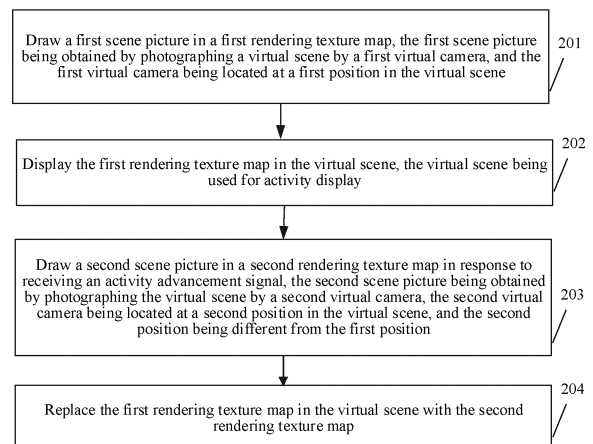 Draw a first scene picture in a first rendering texture map, the first scene picture
being obtained by photographing a virtual scene by a first virtual camera, and the
first virtual camera being located at a first position in the virtual scene
201
Display the first rendering texture map in the virtual scene, the virtual scene being
used for activity display
202
Draw a second scene picture in a second rendering texture map in response to
receiving an activity advancement signal, the second scene picture being obtained
by photographing the virtual scene by a second virtual camera, the second virtual
camera being located at a second position in the virtual scene, and the second
position being different from the first position
203
Replace the first rendering texture map in the virtual scene with the second
rendering texture map
204